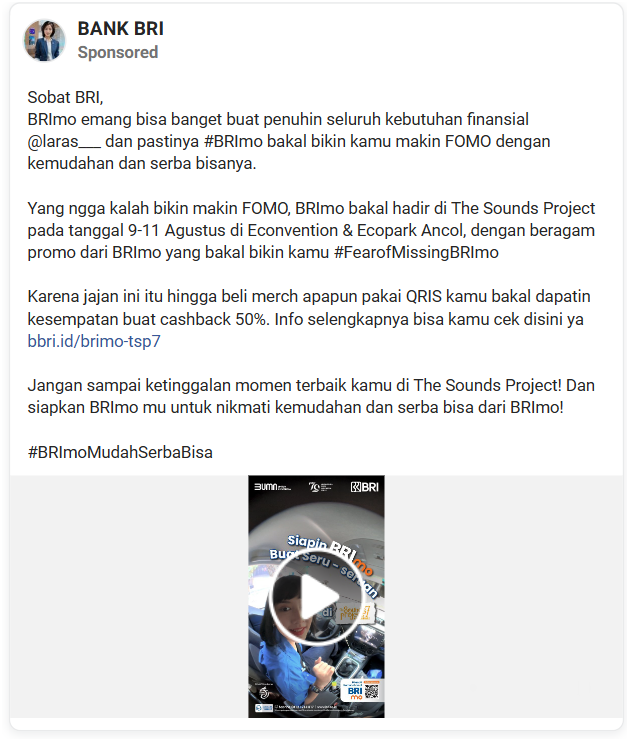 BANK BRI
Sponsored
Sobat BRI,
BRImo emang bisa banget buat penuhin seluruh kebutuhan finansial
@laras___ dan pastinya #BRImo bakal bikin kamu makin FOMO dengan
kemudahan dan serba bisanya.
Yang ngga kalah bikin makin FOMO, BRImo bakal hadir di The Sounds Project
pada tanggal 9-11 Agustus di Econvention & Ecopark Ancol, dengan beragam
promo dari BRImo yang bakal bikin kamu #FearofMissingBRImo
Karena jajan ini itu hingga beli merch apapun pakai QRIS kamu bakal dapatin
kesempatan buat cashback 50%. Info selengkapnya bisa kamu cek disini ya
bbri.id/brimo-tsp7
Jangan sampai ketinggalan momen terbaik kamu di The Sounds Project! Dan
siapkan BRImo mu untuk nikmati kemudahan dan serba bisa dari BRImo!
#BRImoMudahSerbaBisa
BUMN
BRI
Siapin BRImo
Buat Seru - seruan
di
BRImo